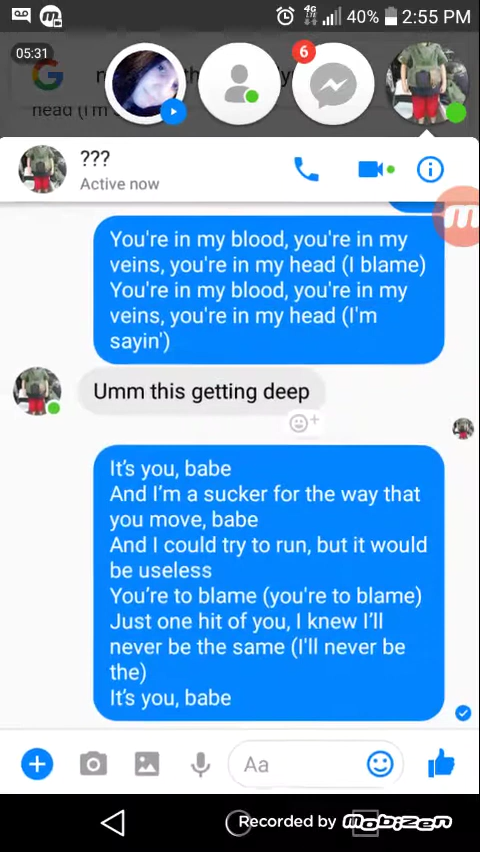 4G
LTE
40%
2:55 PM
05:31
6
head (I'm
???
Active now
You're in my blood, you're in my
veins, you're in my head (I blame)
You're in my blood, you're in my
veins, you're in my head (I'm
sayin')
Umm this getting deep
It's you, babe
And I'm a sucker for the way that
you move, babe
And I could try to run, but it would
be useless
You're to blame (you're to blame)
Just one hit of you, I knew I'll
never be the same (I'll never be
the)
It's you, babe
Aa
Recorded by Mobizen